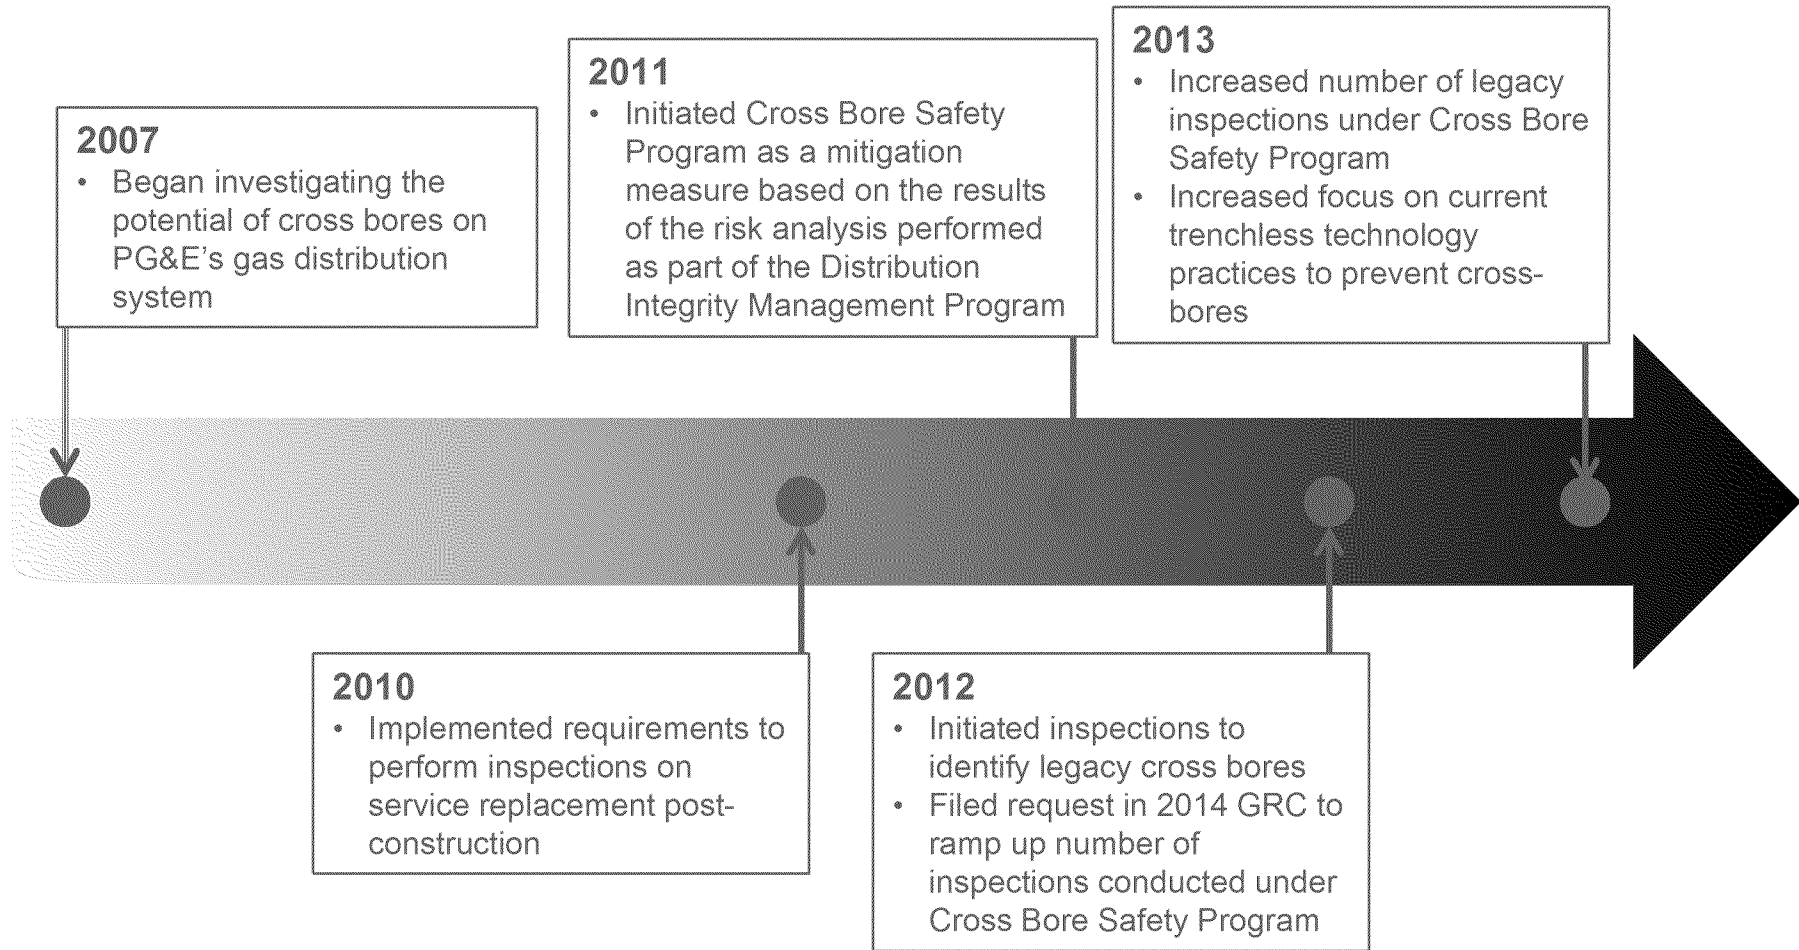 2007
• Began investigating the
potential of cross bores on
PG&E's gas distribution
system
2010
• Implemented requirements to
perform inspections on
service replacement post-
construction
2011
• Initiated Cross Bore Safety
Program as a mitigation
measure based on the results
of the risk analysis performed
as part of the Distribution
Integrity Management Program
2012
• Initiated inspections to
identify legacy cross bores
• Filed request in 2014 GRC to
ramp up number of
inspections conducted under
Cross Bore Safety Program
2013
• Increased number of legacy
inspections under Cross Bore
Safety Program
• Increased focus on current
trenchless technology
practices to prevent cross-
bores